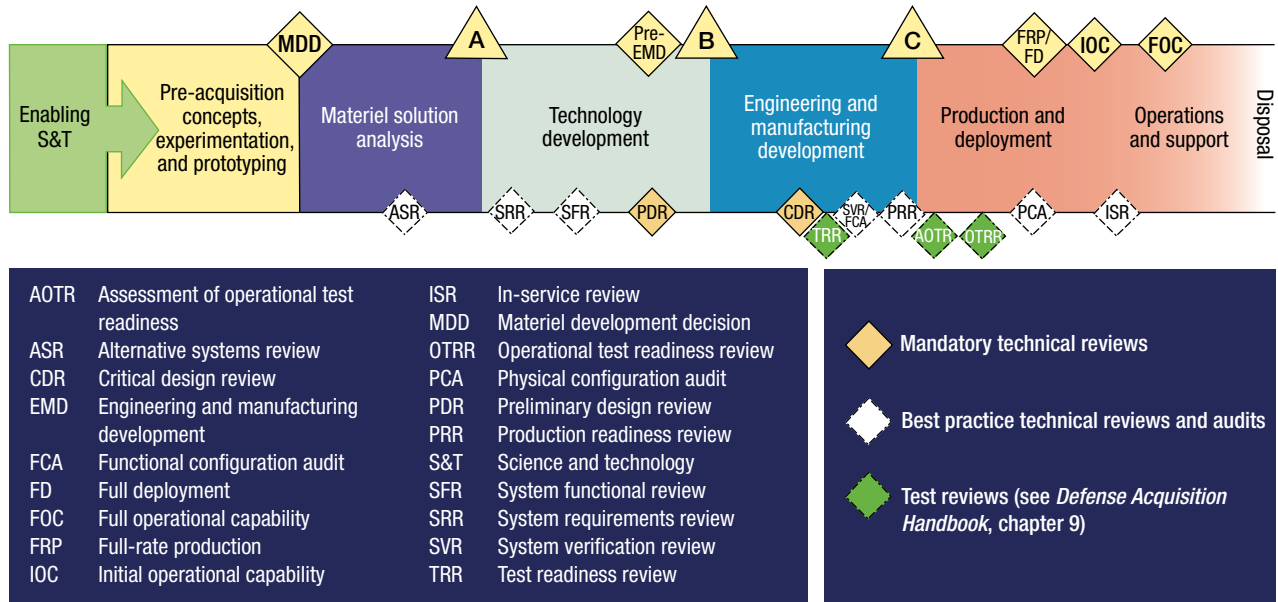 MDD
A
Pre-
EMD
B
C
FRP/
FD
IOC
FOC
Enabling
S&T
Pre-acquisition
concepts,
experimentation,
and prototyping
Materiel solution
analysis
Technology
development
Engineering and
manufacturing
development
Production and
deployment
Operations
and support
Disposal
ASR
SRR
SFR
PDR
CDR
TRR
SVR/
FCA
PRR
AOTR
OTRR
PCA
ISR
AOTR Assessment of operational test
readiness
ASR Alternative systems review
CDR Critical design review
EMD Engineering and manufacturing
development
FCA Functional configuration audit
FD Full deployment
FOC Full operational capability
FRP Full-rate production
IOC Initial operational capability
ISR In-service review
MDD Materiel development decision
OTRR Operational test readiness review
PCA Physical configuration audit
PDR Preliminary design review
PRR Production readiness review
S&T Science and technology
SFR System functional review
SRR System requirements review
SVR System verification review
TRR Test readiness review
Mandatory technical reviews
Best practice technical reviews and audits
Test reviews (see Defense Acquisition
Handbook, chapter 9)